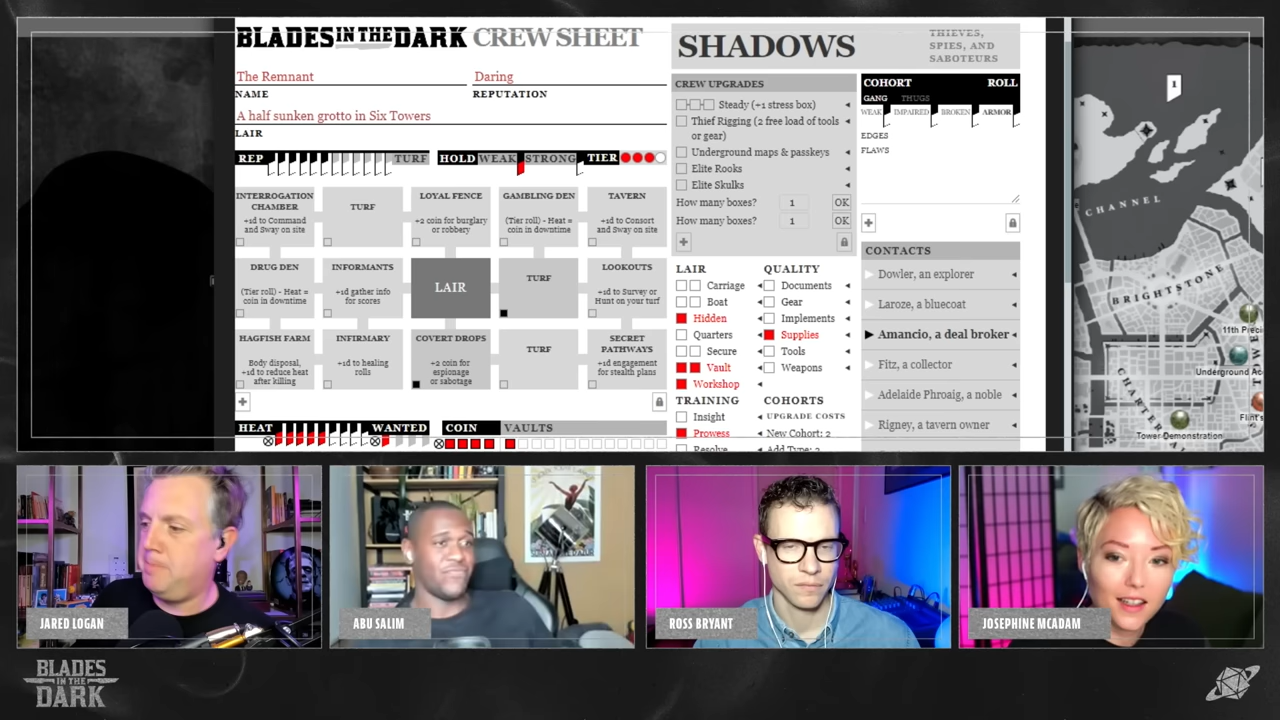 BLADES IN THE DARK CREW SHEET
The Remnant
Daring
NAME
REPUTATION
A half sunken grotto in Six Towers
LAIR
REP
TURF
HOLD WEAK STRONG
TIER
INTERROGATION CHAMBER
+1d to Command
and Sway on site
TURF
LOYAL FENCE
+2 coin for burglary
or robbery
GAMBLING DEN
(Tier roll) - Heat =
coin in downtime
TAVERN
+1d to Consort
and Sway on site
DRUG DEN
(Tier roll) - Heat =
coin in downtime
INFORMANTS
+1d gather info
for scores
LAIR
TURF
LOOKOUTS
+1d to Survey or
Hunt on your turf
HAGFISH FARM
Body disposal,
+1d to reduce heat
after killing
INFIRMARY
+1d to healing
rolls
COVERT DROPS
+2 coin for
espionage
or sabotage
TURF
SECRET
PATHWAYS
+1d engagement
for stealth plans
HEAT
WANTED
COIN
VAULTS
SHADOWS
THIEVES,
SPIES, AND
SABOTEURS
CREW UPGRADES
Steady (+1 stress box)
Thief Rigging (2 free load of tools
or gear)
Underground maps & passkeys
Elite Rooks
Elite Skulks
How many boxes? 1 OK
How many boxes? 1 OK
LAIR
Carriage
Boat
Hidden
Quarters
Secure
Vault
Workshop
TRAINING
Insight
Prowess
Resolve
QUALITY
Documents
Gear
Implements
Supplies
Tools
Weapons
COHORTS
UPGRADE COSTS
New Cohort: 2
Add Type: 2
COHORT
ROLL
GANG THUGS
WEAK IMPAIRED BROKEN ARMOR
EDGES
FLAWS
CONTACTS
Dowler, an explorer
Laroze, a bluecoat
Amancio, a deal broker
Fitz, a collector
Adelaide Phroaig, a noble
Rigney, a tavern owner
1
CHANNEL
BRIGHTSTONE
11th Preci
Underground Ac
CHARTER
TOWE
Flint's
Tower Demonstration
JARED LOGAN
ABU SALIM
ROSS BRYANT
JOSEPHINE MCADAM
BLADES
IN THE
DARK